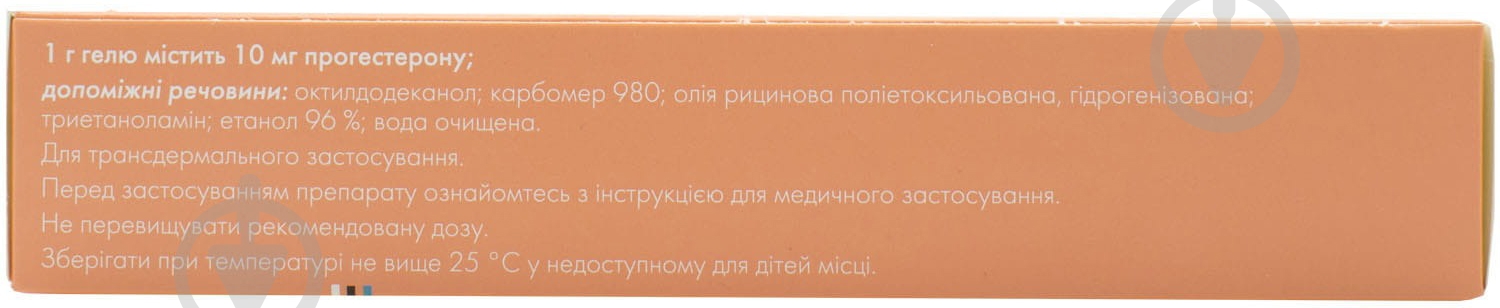 1 г гелю містить 10 мг прогестерону;
допоміжні речовини: октилдодеканол; карбомер 980; олія рицинова поліетоксильована, гідрогенізована;
триетаноламін; етанол 96 %; вода очищена.
Для трансдермального застосування.
Перед застосуванням препарату ознайомтесь з інструкцією для медичного застосування.
Не перевищувати рекомендовану дозу.
Зберігати при температурі не вище 25 °C у недоступному для дітей місці.